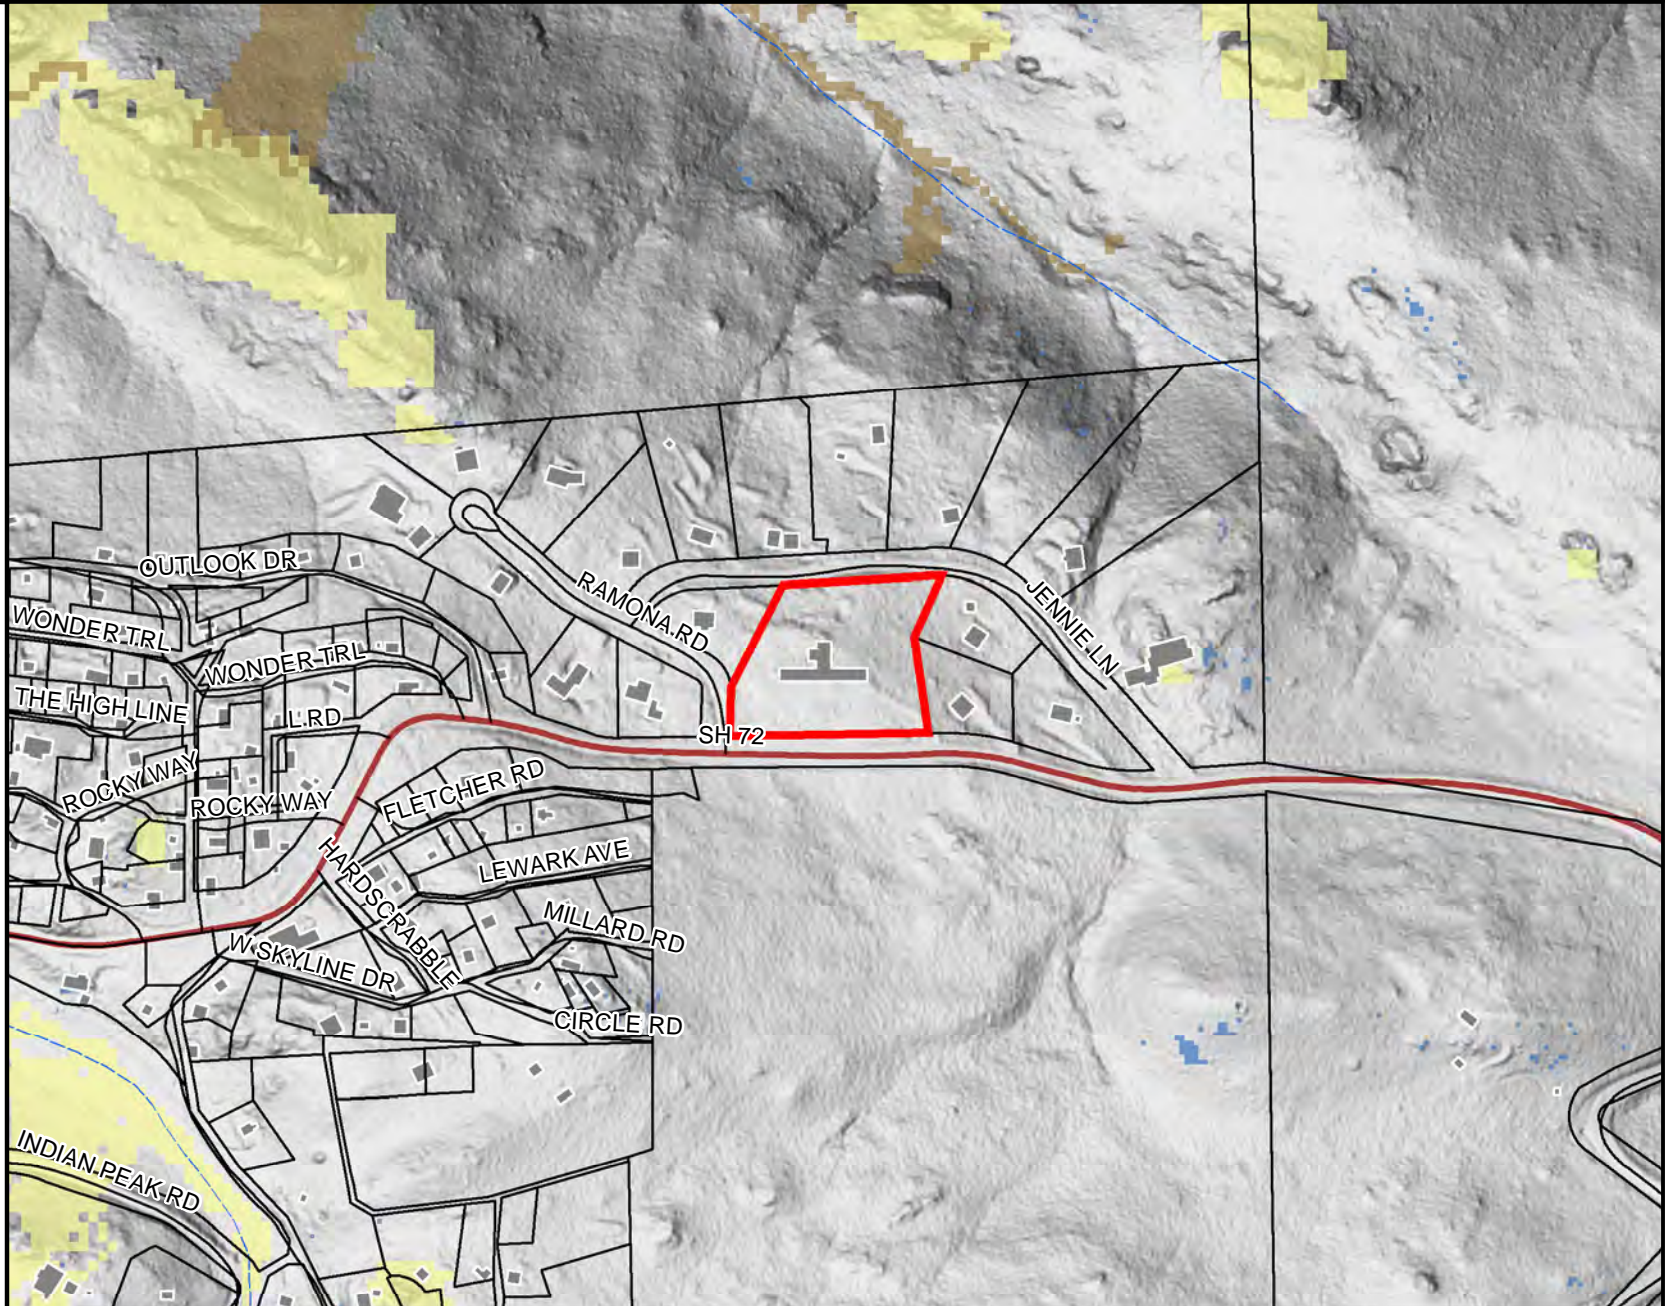 OUTLOOK DR
RAMONA RD
JENNIE LN
WONDER TRL
WONDER TRL
THE HIGH LINE
L RD
SH 72
ROCKY WAY
ROCKY WAY
FLETCHER RD
HARDSCRABBLE
LEWARK AVE
MILLARD RD
W SKYLINE DR
CIRCLE RD
INDIAN PEAK RD